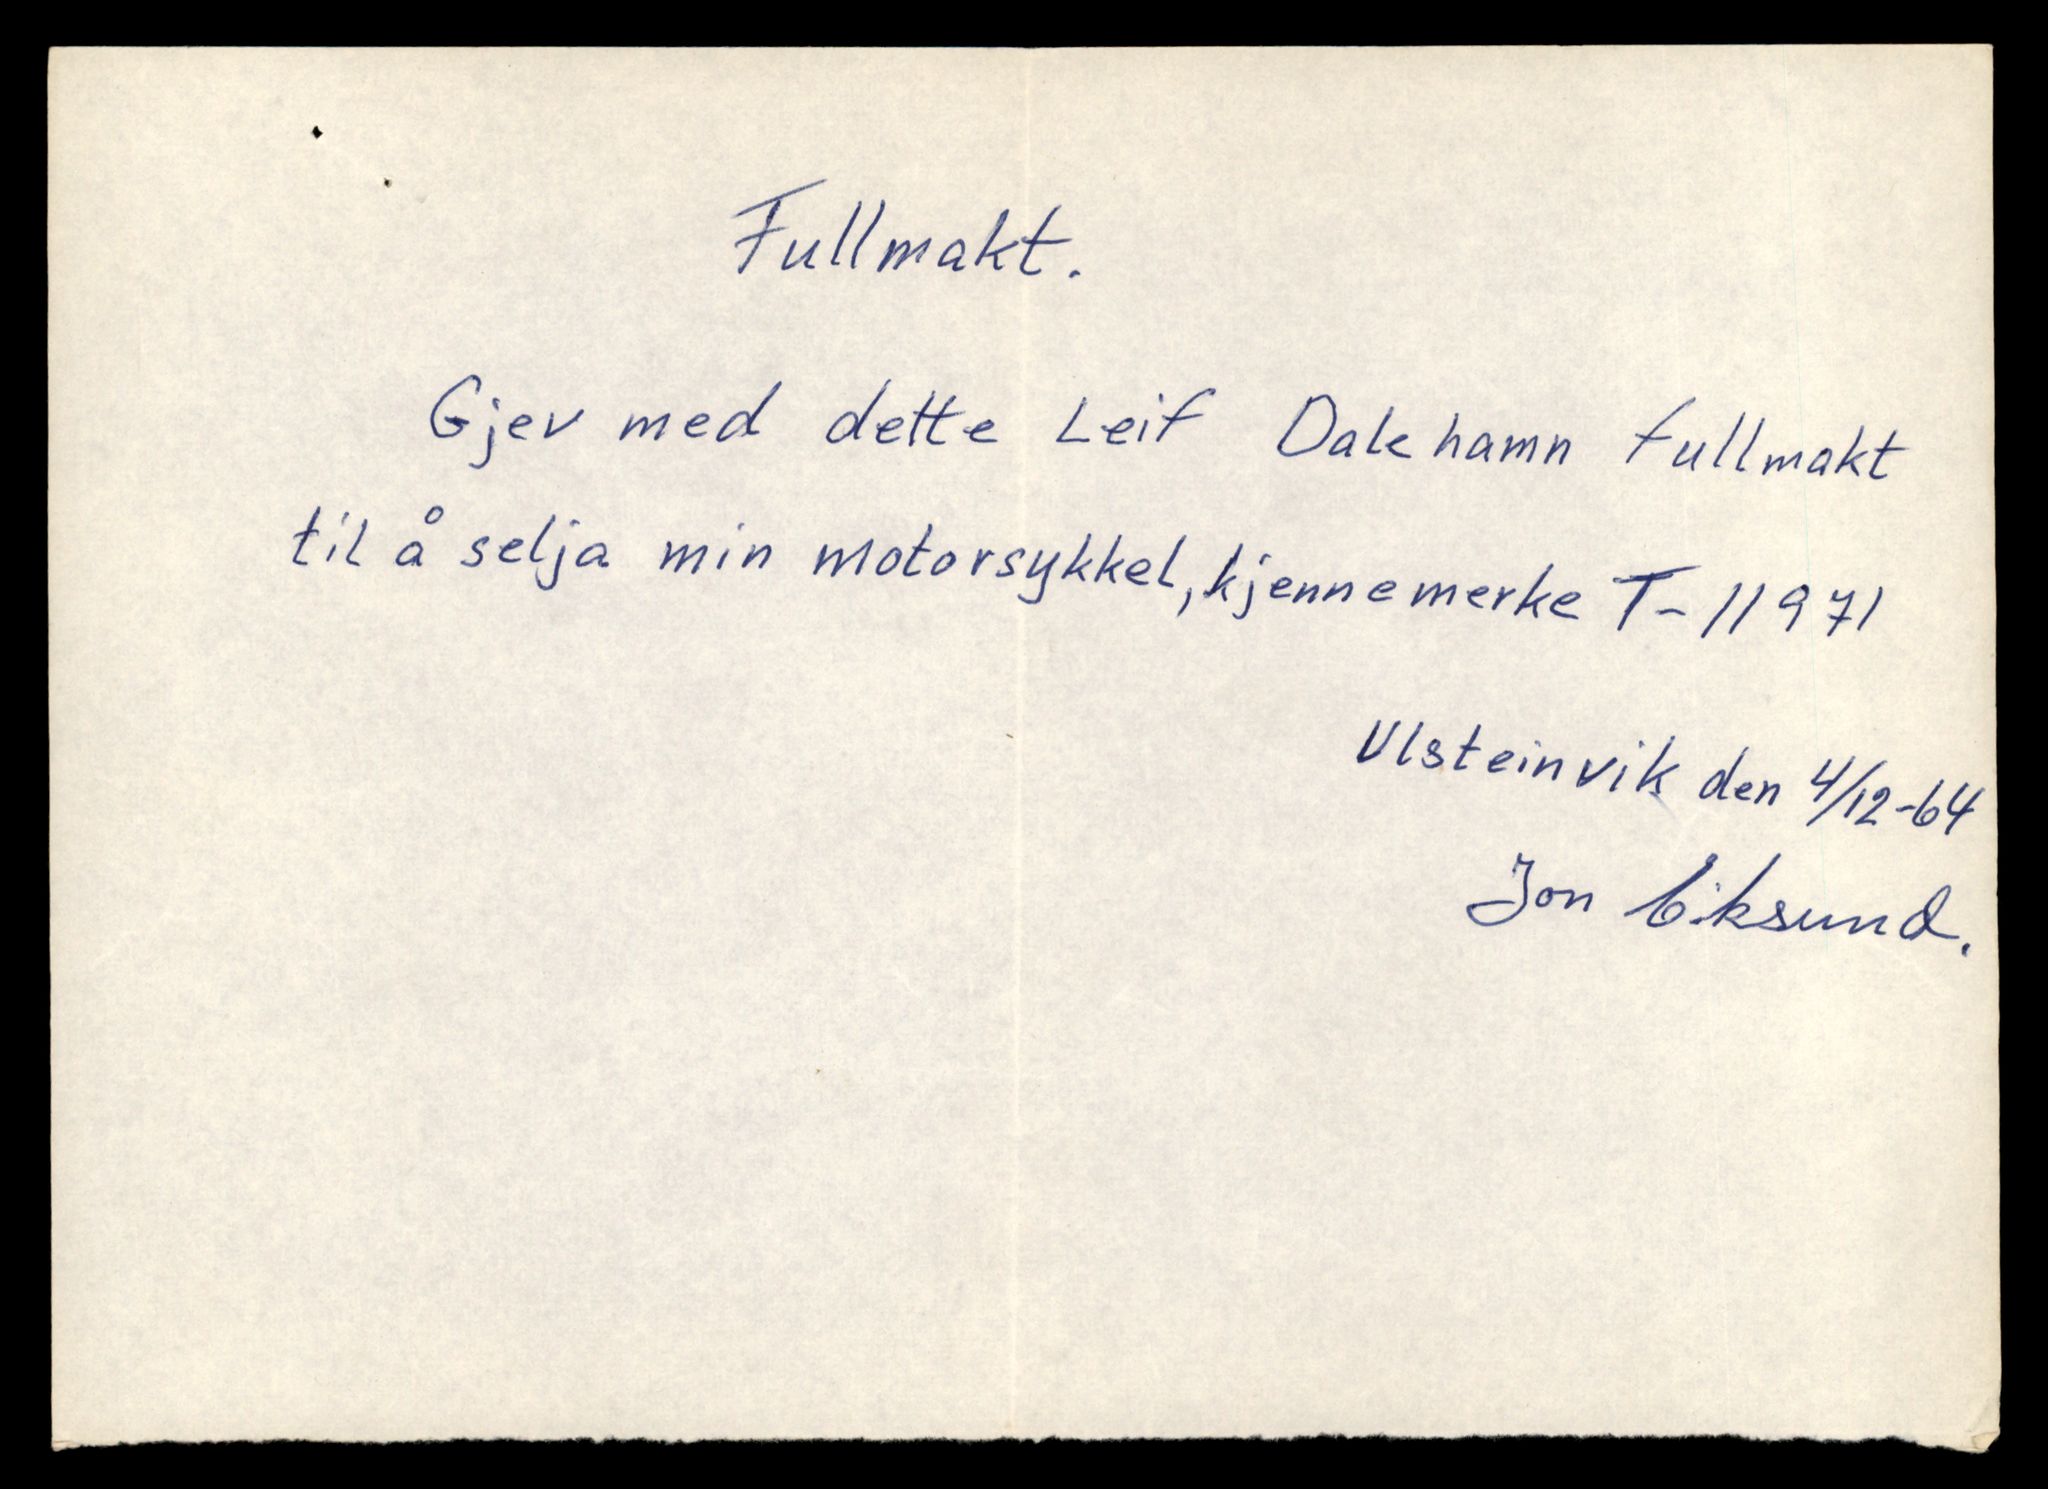 Fullmakt.
Gjev med dette Leif Dalehamn fullmakt
til å selja min motorsykkel, kjennemerke T-11971
Ulsteinvik den 4/12-64
Jon Eiksund.